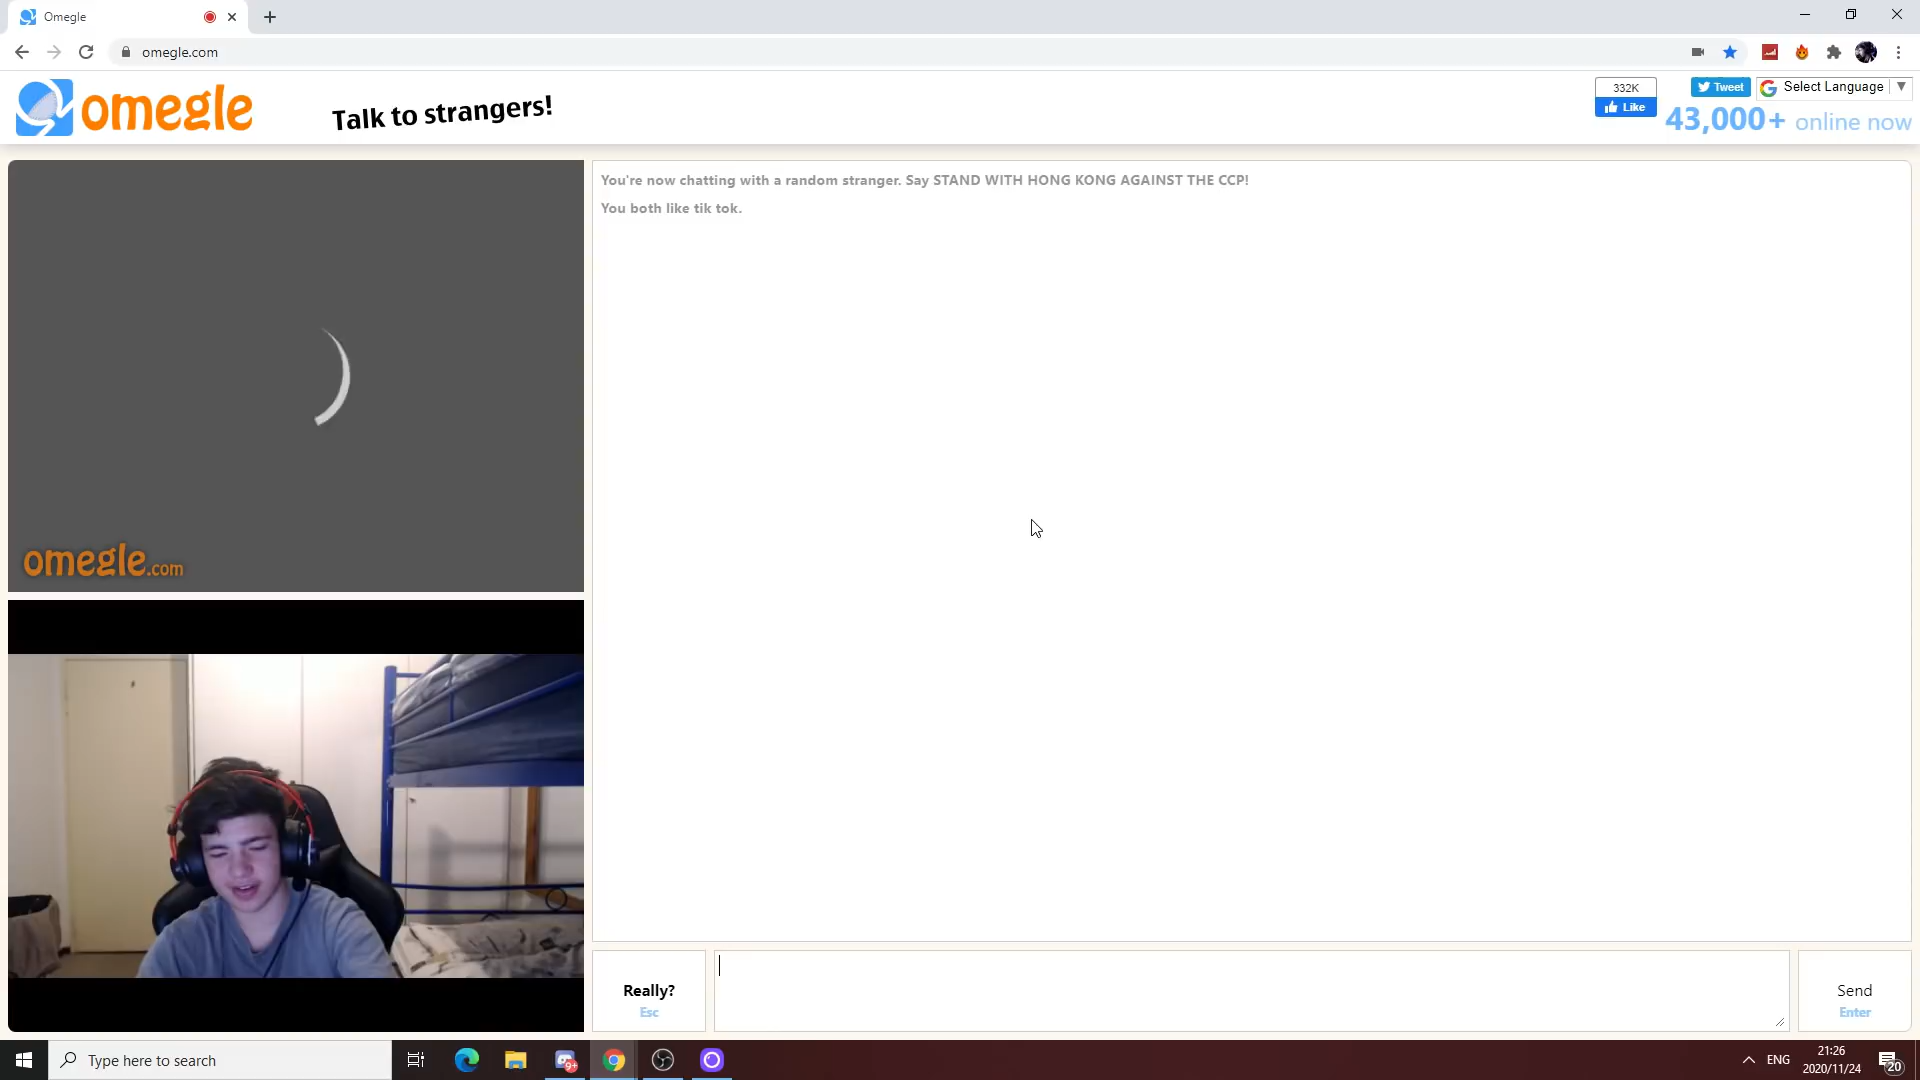 Omegle
omegle.com
omegle
Talk to strangers!
332K
Like
Tweet
Select Language
43,000+ online now
You're now chatting with a random stranger. Say STAND WITH HONG KONG AGAINST THE CCP!
You both like tik tok.
omegle.com
Really?
Esc
Send
Enter
Type here to search
9+
ENG
21:26
2020/11/24
20